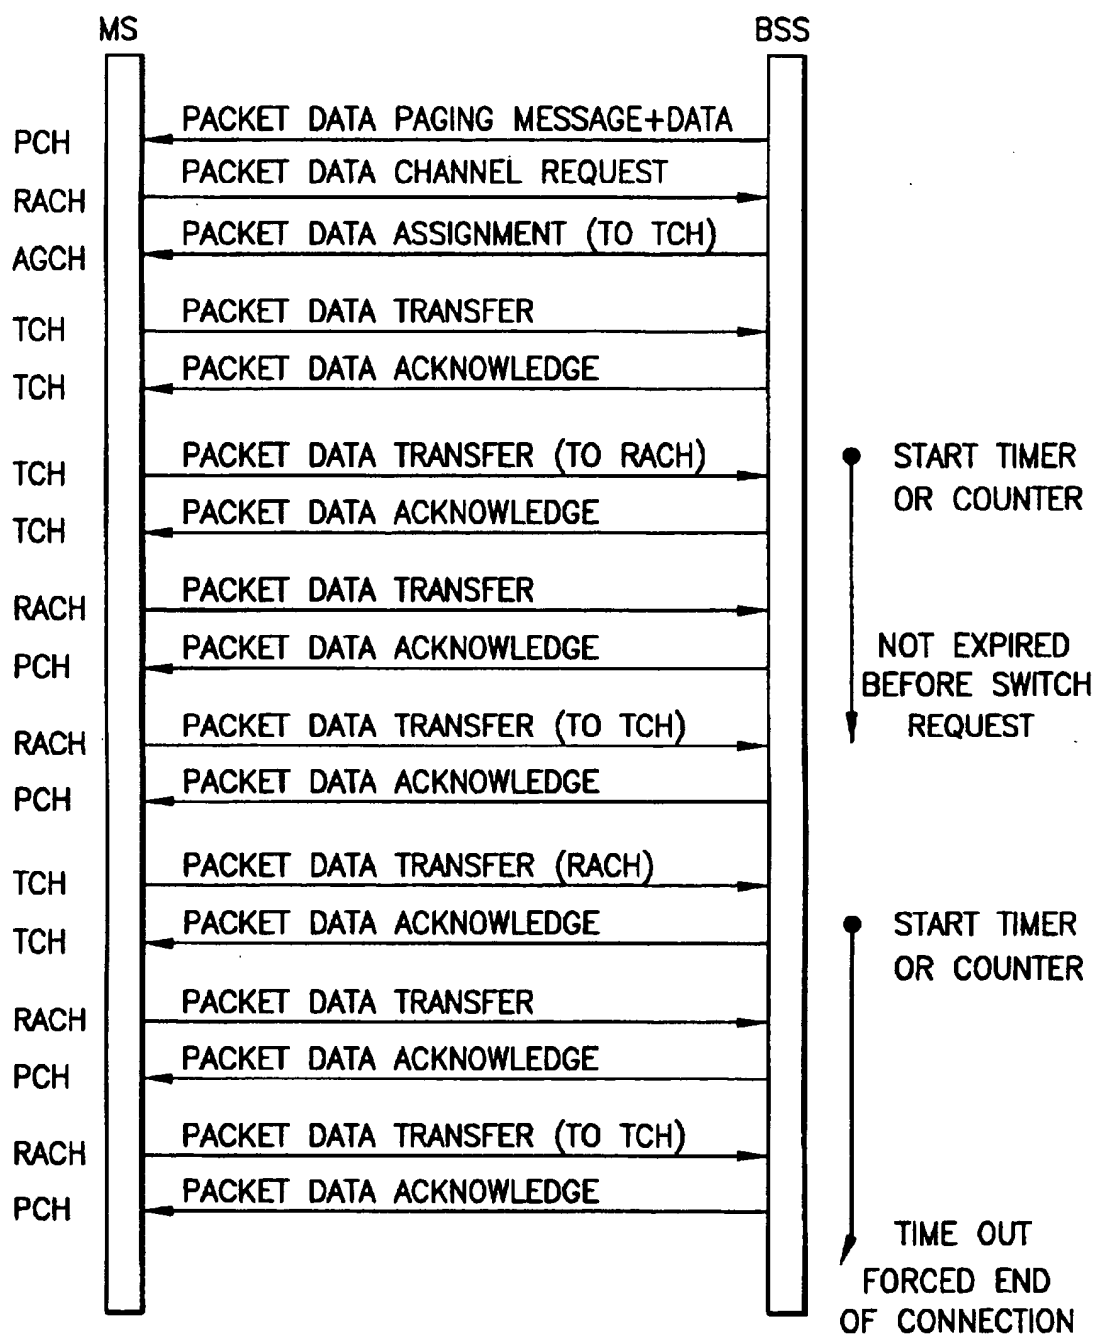 MS
BSS
PACKET DATA PAGING MESSAGE+DATA
PCH
PACKET DATA CHANNEL REQUEST
RACH
PACKET DATA ASSIGNMENT (TO TCH)
AGCH
PACKET DATA TRANSFER
TCH
PACKET DATA ACKNOWLEDGE
TCH
PACKET DATA TRANSFER (TO RACH)
TCH
START TIMER
OR COUNTER
PACKET DATA ACKNOWLEDGE
TCH
PACKET DATA TRANSFER
RACH
PACKET DATA ACKNOWLEDGE
PCH
NOT EXPIRED
BEFORE SWITCH
REQUEST
PACKET DATA TRANSFER (TO TCH)
RACH
PACKET DATA ACKNOWLEDGE
PCH
PACKET DATA TRANSFER (RACH)
TCH
PACKET DATA ACKNOWLEDGE
TCH
START TIMER
OR COUNTER
PACKET DATA TRANSFER
RACH
PACKET DATA ACKNOWLEDGE
PCH
PACKET DATA TRANSFER (TO TCH)
RACH
PACKET DATA ACKNOWLEDGE
PCH
TIME OUT
FORCED END
OF CONNECTION